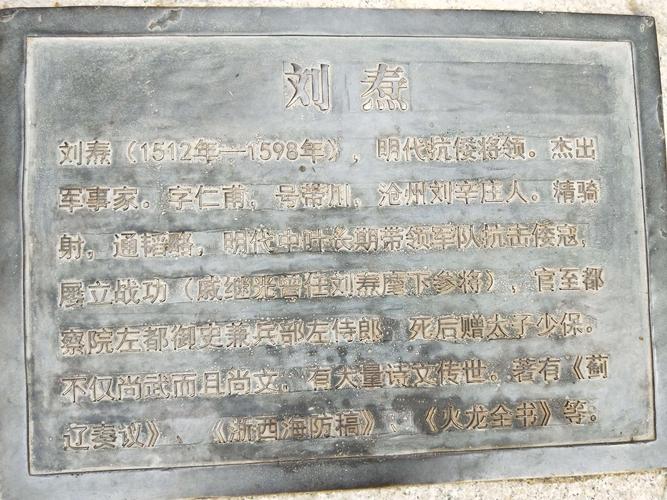 刘焘
刘焘（1512年—1598年），明代抗倭将领。杰出
军事家。字仁甫，号带川，沧州刘辛庄人。精骑
射，通韬略，明代中叶长期带领军队抗击倭寇，
屡立战功（戚继光曾任刘焘麾下参将），官至都
察院左都御史兼兵部左侍郎，死后赠太子少保。
不仅尚武而且尚文，有大量诗文传世。著有《蓟
辽奏议》、《浙西海防搞》、《火龙全书》等。